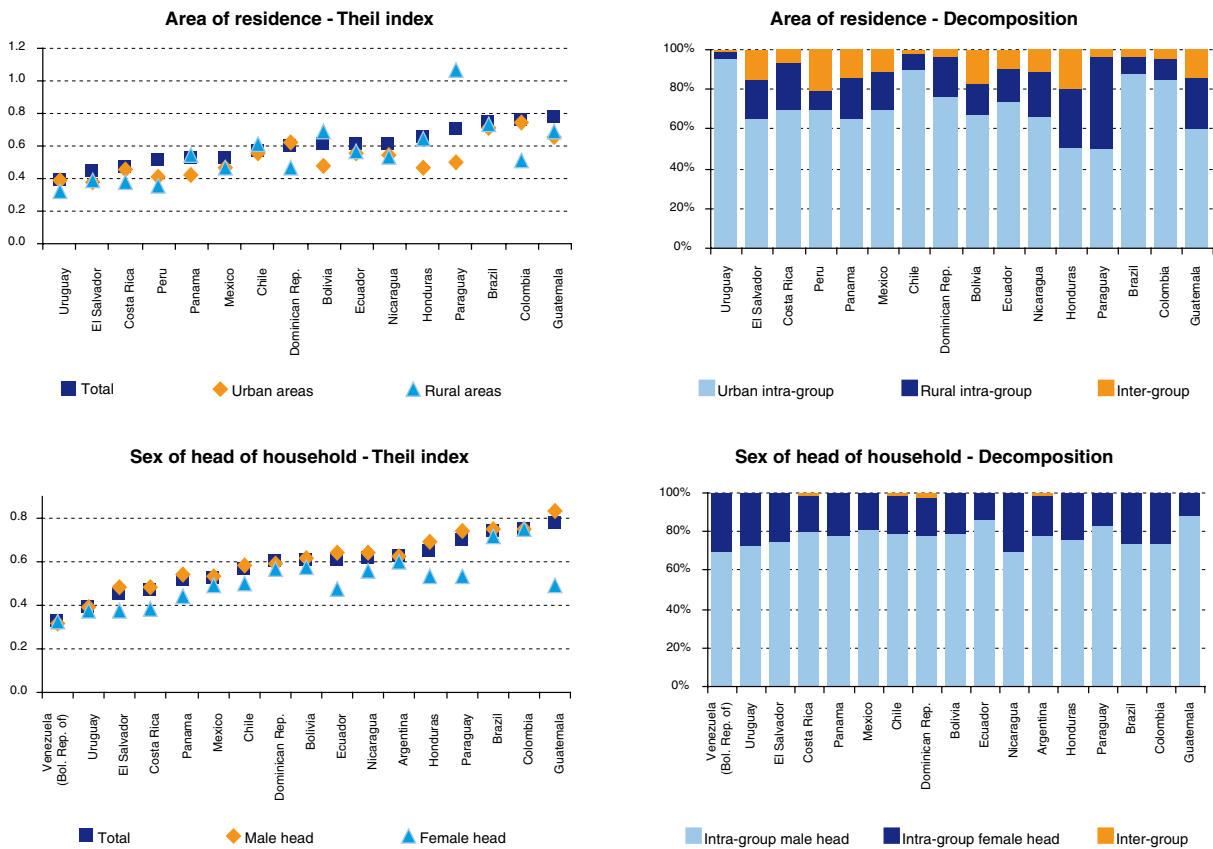 Area of residence - Theil index
1.2
1.0
0.8
0.6
0.4
0.2
0.0
Uruguay
El Salvador
Costa Rica
Peru
Panama
Mexico
Chile
Dominican Rep.
Bolivia
Ecuador
Nicaragua
Honduras
Paraguay
Brazil
Colombia
Guatemala
Total
Urban areas
Rural areas
Area of residence - Decomposition
100%
80%
60%
40%
20%
0%
Uruguay
El Salvador
Costa Rica
Peru
Panama
Mexico
Chile
Dominican Rep.
Bolivia
Ecuador
Nicaragua
Honduras
Paraguay
Brazil
Colombia
Guatemala
Urban intra-group
Rural intra-group
Inter-group
Sex of head of household - Theil index
0.8
0.6
0.4
0.2
0.0
Venezuela
(Bol. Rep. of)
Uruguay
El Salvador
Costa Rica
Panama
Mexico
Chile
Dominican Rep.
Bolivia
Ecuador
Nicaragua
Argentina
Honduras
Paraguay
Brazil
Colombia
Guatemala
Total
Male head
Female head
Sex of head of household - Decomposition
100%
80%
60%
40%
20%
0%
Venezuela
(Bol. Rep. of)
Uruguay
El Salvador
Costa Rica
Panama
Mexico
Chile
Dominican Rep.
Bolivia
Ecuador
Nicaragua
Argentina
Honduras
Paraguay
Brazil
Colombia
Guatemala
Intra-group male head
Intra-group female head
Inter-group